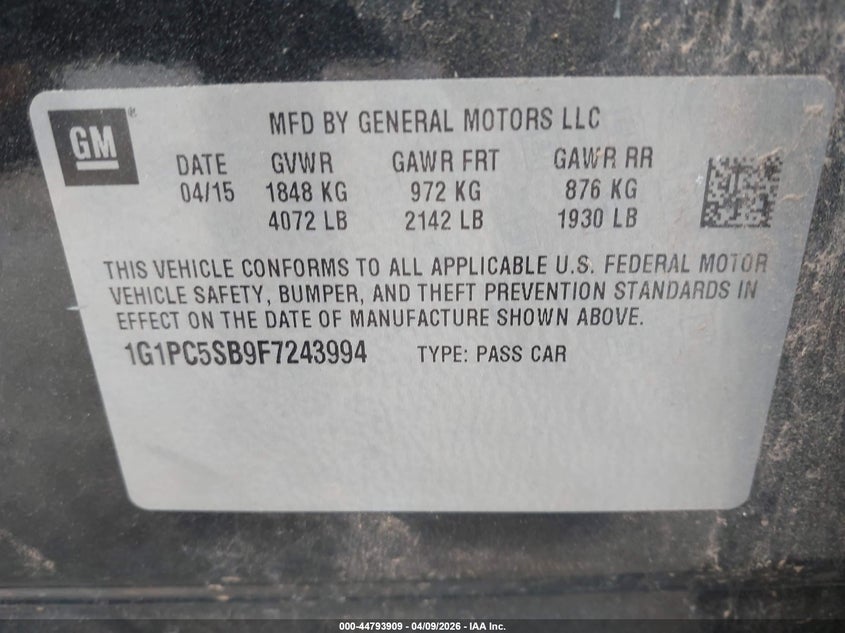 GM ®
MFD BY GENERAL MOTORS LLC
DATE GVWR GAWR FRT GAWR RR
04/15 1848 KG 972 KG 876 KG
4072 LB 2142 LB 1930 LB
THIS VEHICLE CONFORMS TO ALL APPLICABLE U.S. FEDERAL MOTOR
VEHICLE SAFETY, BUMPER, AND THEFT PREVENTION STANDARDS IN
EFFECT ON THE DATE OF MANUFACTURE SHOWN ABOVE.
1G1PC5SB9F7243994 TYPE: PASS CAR
000-44793909 | 04/09/2026 - IAA Inc.